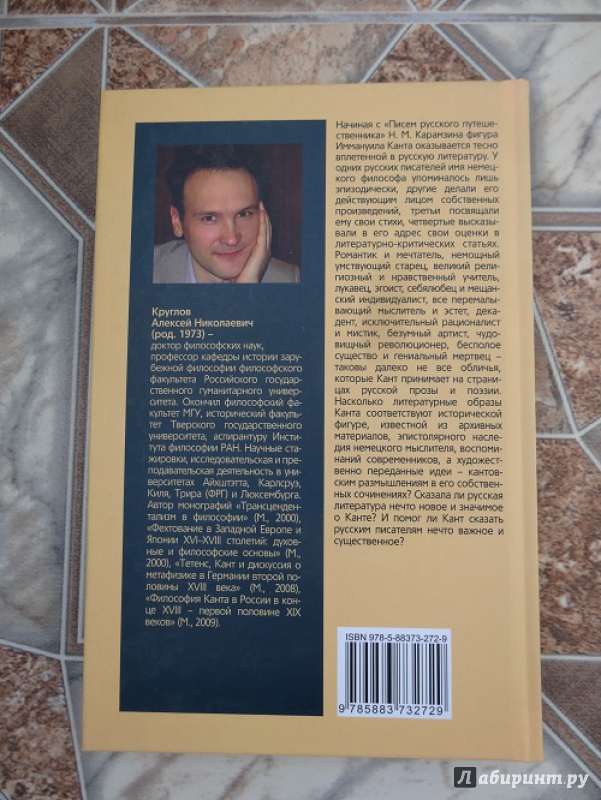 Круглов
Алексей Николаевич
(род. 1973) –
доктор философских наук,
профессор кафедры истории зару-
бежной философии философского
факультета Российского государ-
ственного гуманитарного универ-
ситета. Окончил философский фа-
культет МГУ, исторический факуль-
тет Тверского государственного
университета, аспирантуру Инсти-
тута философии РАН. Научные ста-
жировки, исследовательская и пре-
подавательская деятельность в уни-
верситетах Айхштэтта, Карлсруэ,
Киля, Трира (ФРГ) и Люксембурга.
Автор монографий «Трансценден-
тализм в философии» (М., 2000),
«Фехтование в Западной Европе и
Японии XVI–XVIII столетий: духов-
ные и философские основы» (М.,
2000), «Тетенс, Кант и дискуссия о
метафизике в Германии второй по-
ловины XVIII века» (М., 2008),
«Философия Канта в России в кон-
це XVIII – первой половине XIX
веков» (М., 2009).
Начиная с «Писем русского путеше-
ственника» Н. М. Карамзина фигура
Иммануила Канта оказывается тесно
вплетенной в русскую литературу. У
одних русских писателей имя немец-
кого философа упоминалось лишь
эпизодически, другие делали его
действующим лицом собственных
произведений, третьи посвящали
ему свои стихи, четвертые высказы-
вали в его адрес свои оценки в
литературно-критических статьях.
Романтик и мечтатель, немощный
умствующий старец, великий рели-
гиозный и нравственный учитель,
лукавец, эгоист, себялюбец и мещан-
ский индивидуалист, все перемалы-
вающий мыслитель и эстет, дека-
дент, исключительный рационалист
и мистик, безумный артист, чудо-
вищный революционер, бесполое
существо и гениальный мертвец –
таковы далеко не все обличья,
которые Кант принимает на страни-
цах русской прозы и поэзии.
Насколько литературные образы
Канта соответствуют исторической
фигуре, известной из архивных
материалов, эпистолярного насле-
дия немецкого мыслителя, воспоми-
наний современников, а художест-
венно переданные идеи – кантов-
ским размышлениям в его собствен-
ных сочинениях? Сказала ли русская
литература нечто новое и значимое
о Канте? И помог ли Кант сказать
русским писателям нечто важное и
существенное?
ISBN 978-5-88373-272-9
9 785883 732729
Лабиринт.ру